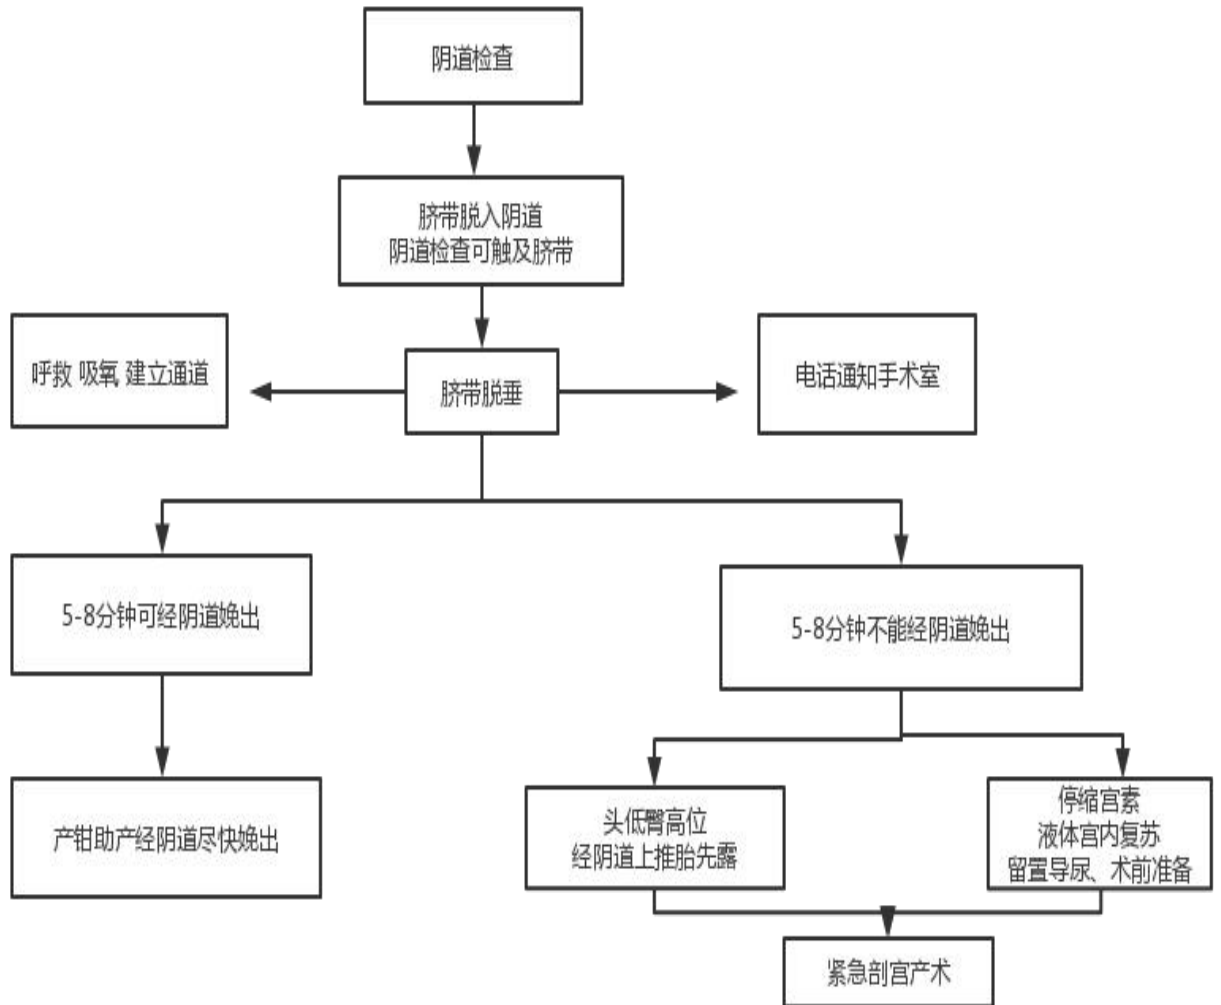 阴道检查
脐带脱入阴道
阴道检查可触及脐带
呼救 吸氧 建立通道
脐带脱垂
电话通知手术室
5-8分钟可经阴道娩出
5-8分钟不能经阴道娩出
产钳助产经阴道尽快娩出
头低臀高位
经阴道上推胎先露
停缩宫素
液体宫内复苏
留置导尿、术前准备
紧急剖宫产术